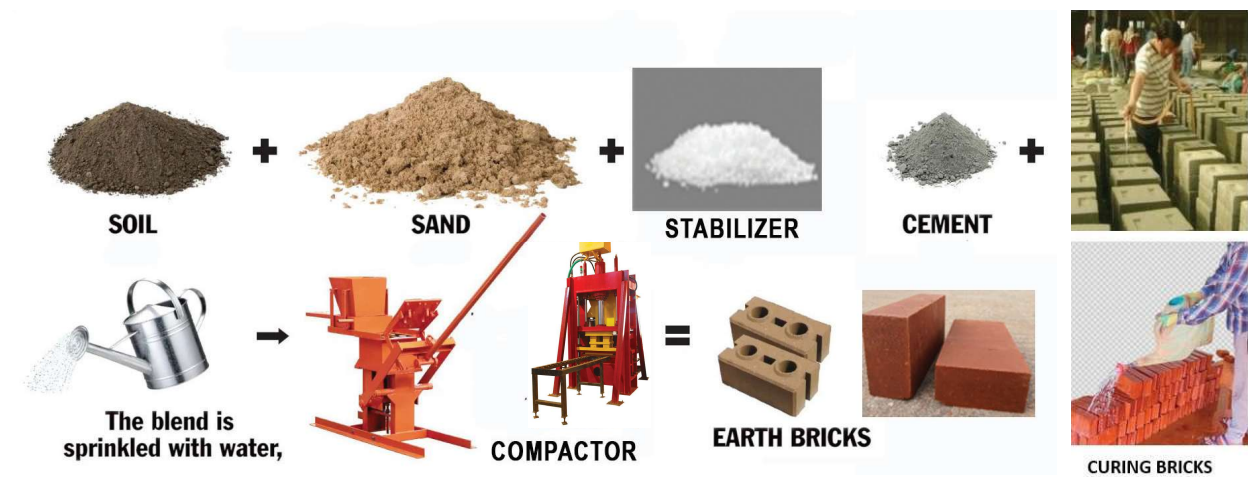 SOIL
SAND
STABILIZER
CEMENT
The blend is
sprinkled with water,
COMPACTOR
EARTH BRICKS
CURING BRICKS